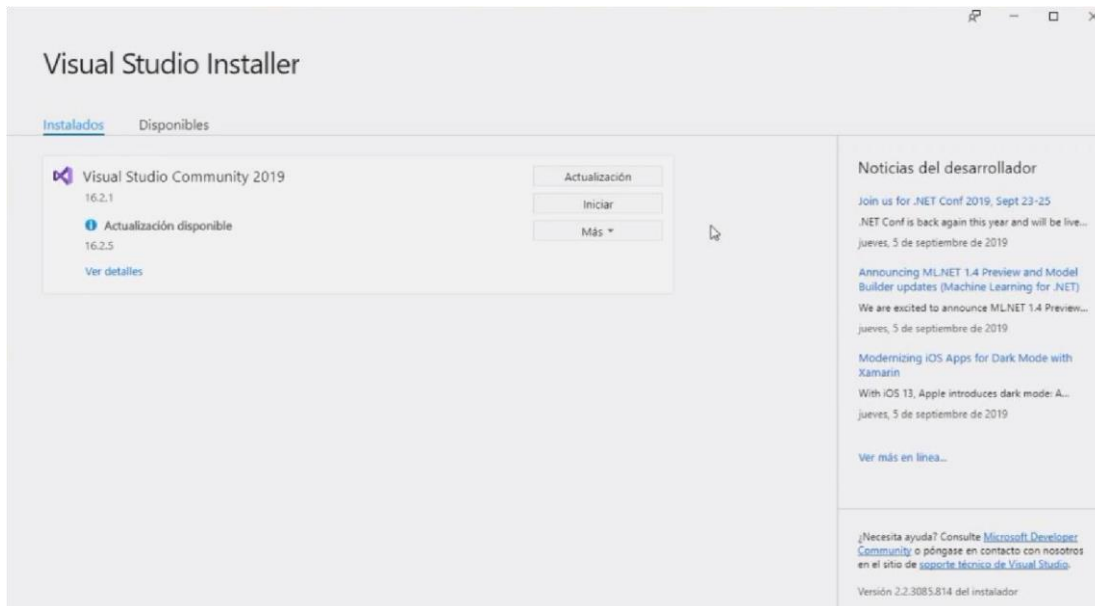 Visual Studio Installer
Instalados
Disponibles
Visual Studio Community 2019
16.2.1
Actualización disponible
16.2.5
Ver detalles
Actualización
Iniciar
Más
Noticias del desarrollador
Join us for .NET Conf 2019, Sept 23-25
.NET Conf is back again this year and will be live...
jueves, 5 de septiembre de 2019
Announcing ML.NET 1.4 Preview and Model
Builder updates (Machine Learning for .NET)
We are excited to announce ML.NET 1.4 Preview...
jueves, 5 de septiembre de 2019
Modernizing iOS Apps for Dark Mode with
Xamarin
With iOS 13, Apple introduces dark mode: A...
jueves, 5 de septiembre de 2019
Ver más en línea...
¿Necesita ayuda? Consulte Microsoft Developer
Community o póngase en contacto con nosotros
en el sitio de soporte técnico de Visual Studio.
Versión 2.2.3085.814 del instalador